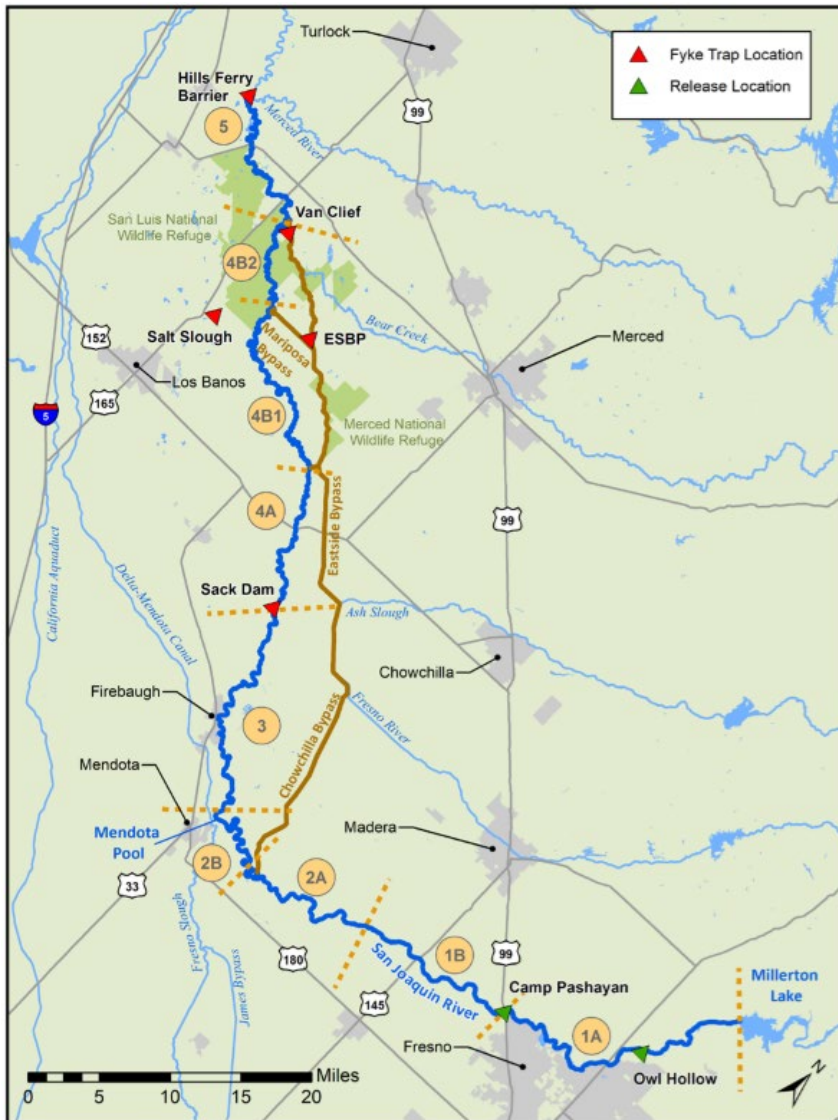 Turlock
Fyke Trap Location
Release Location
Hills Ferry
Barrier
99
5
Merced River
San Luis National
Wildlife Refuge
Van Clief
4B2
Bear Creek
152
Salt Slough
Mariposa
Bypass
ESBP
Merced
Los Banos
165
5
4B1
Merced National
Wildlife Refuge
4A
99
Eastside Bypass
California Aquaduct
Delta-Mendota Canal
Sack Dam
Ash Slough
Chowchilla
Firebaugh
3
Chowchilla Bypass
Fresno River
Mendota
Mendota
Pool
Madera
2B
2A
33
Fresno Slough
James Bypass
180
San Joaquin River
1B
99
145
Camp Pashayan
Millerton
Lake
1A
Fresno
Owl Hollow
Miles
0 5 10 20
N